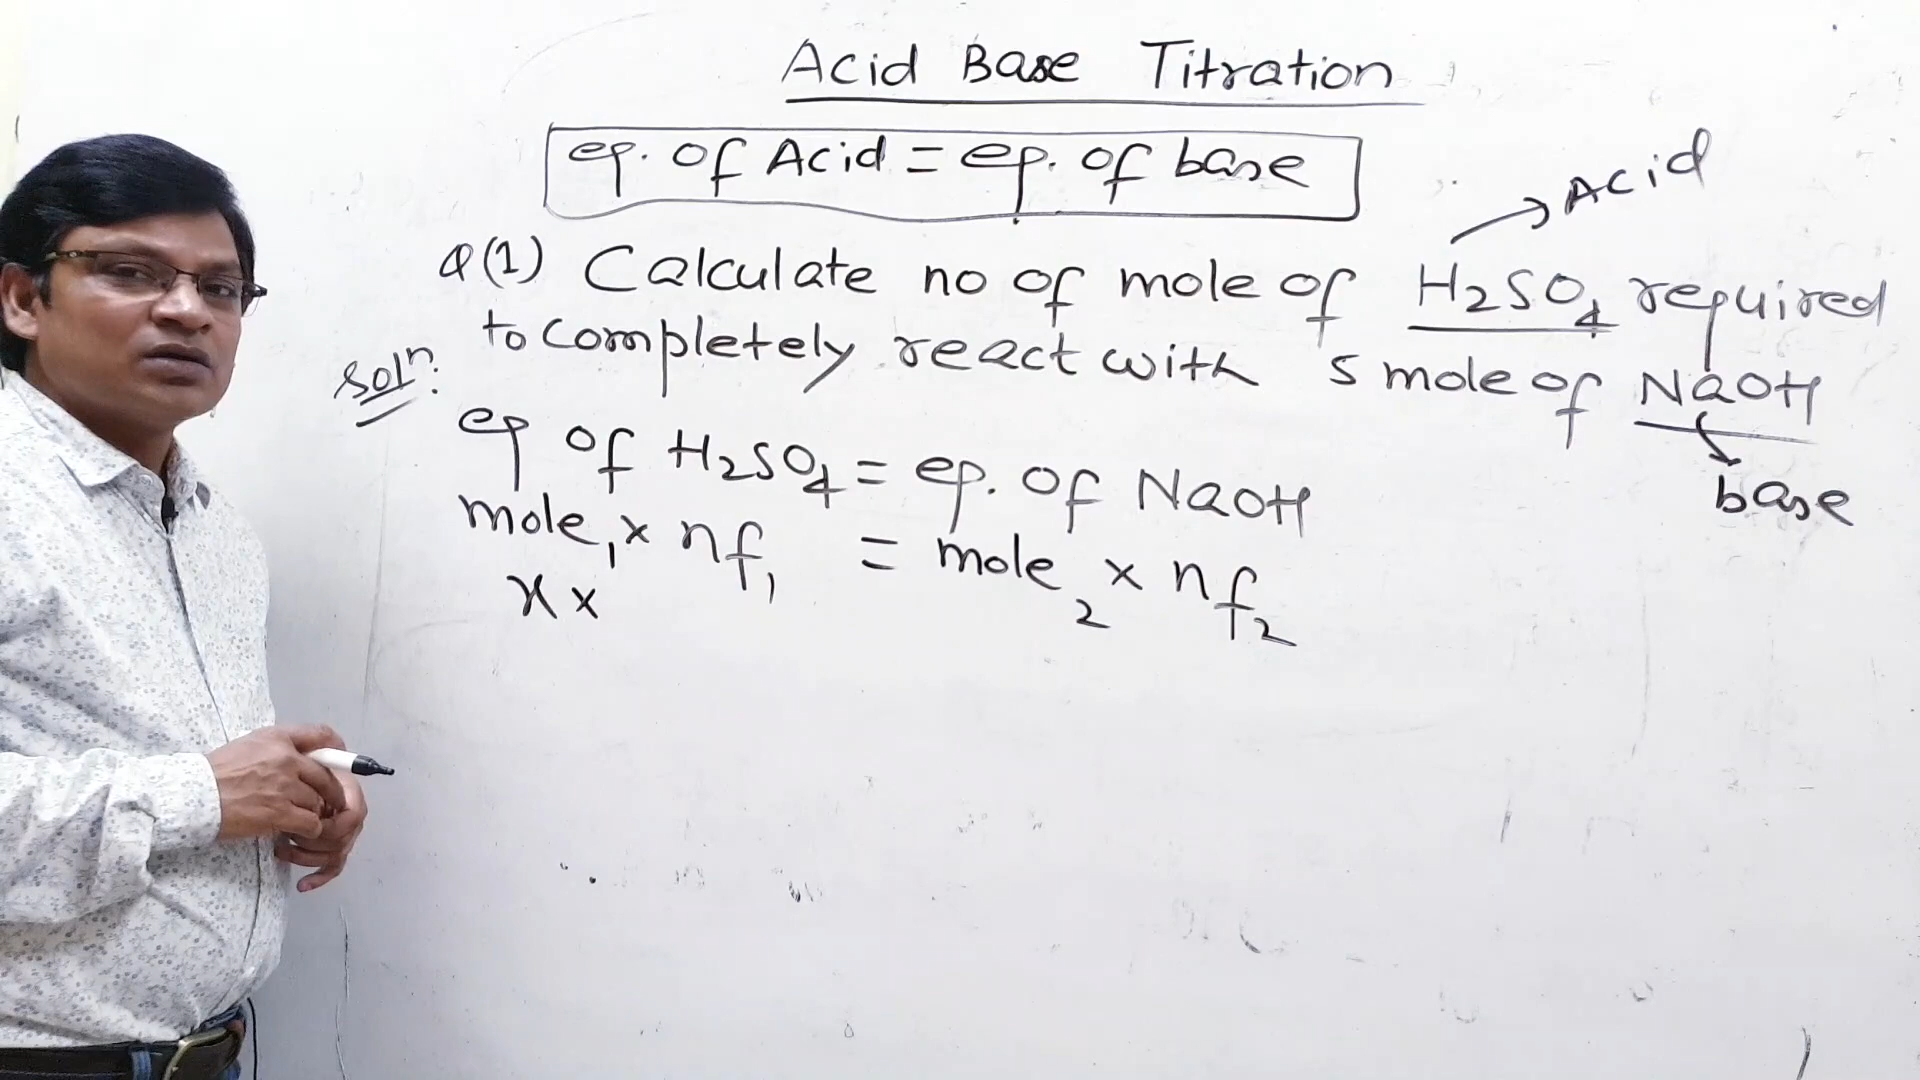 Acid Base Titration
eq. of Acid = eq. of base
Q(1) Calculate no of mole of H₂SO₄ required
→ Acid
to completely react with 5 mole of NaOH
base
Solⁿ:
eq of H₂SO₄ = eq. of NaOH
mole₁ × nf₁ = mole₂ × nf₂
x ×